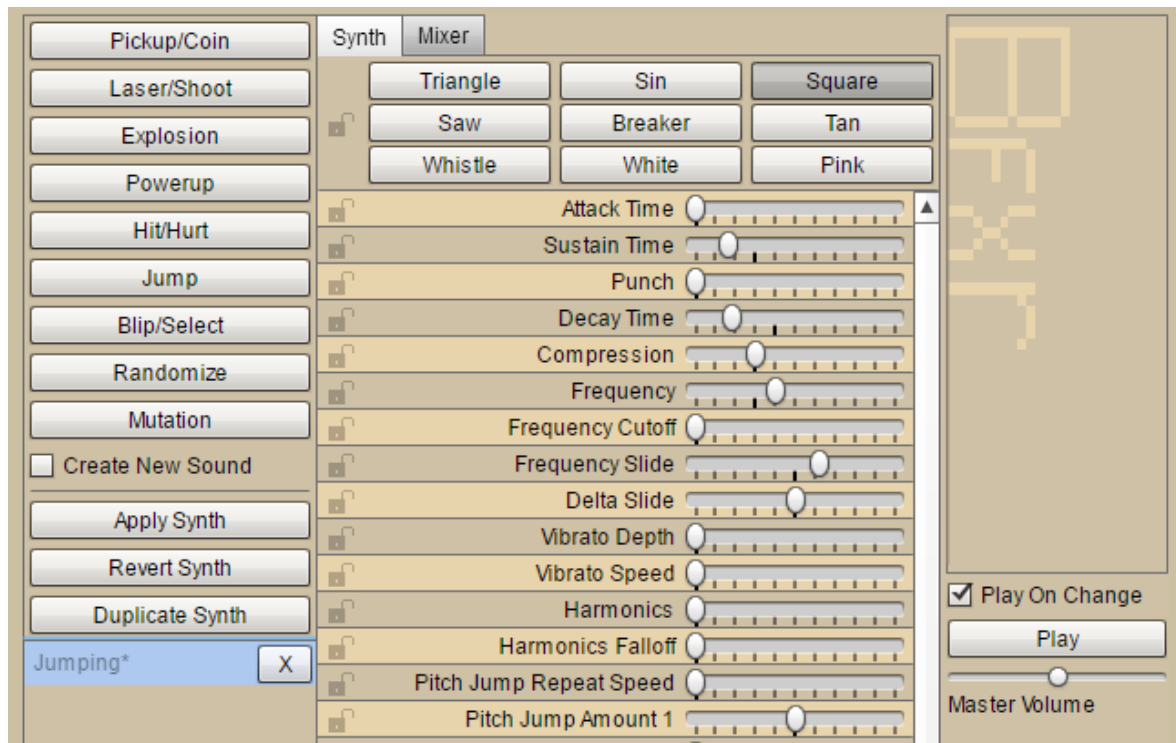 Pickup/Coin
Laser/Shoot
Explosion
Powerup
Hit/Hurt
Jump
Blip/Select
Randomize
Mutation
Create New Sound
Apply Synth
Revert Synth
Duplicate Synth
Jumping*
X
Synth Mixer
Triangle Sin Square
Saw Breaker Tan
Whistle White Pink
Attack Time
Sustain Time
Punch
Decay Time
Compression
Frequency
Frequency Cutoff
Frequency Slide
Delta Slide
Vibrato Depth
Vibrato Speed
Harmonics
Harmonics Falloff
Pitch Jump Repeat Speed
Pitch Jump Amount 1
Bfxr
Play On Change
Play
Master Volume